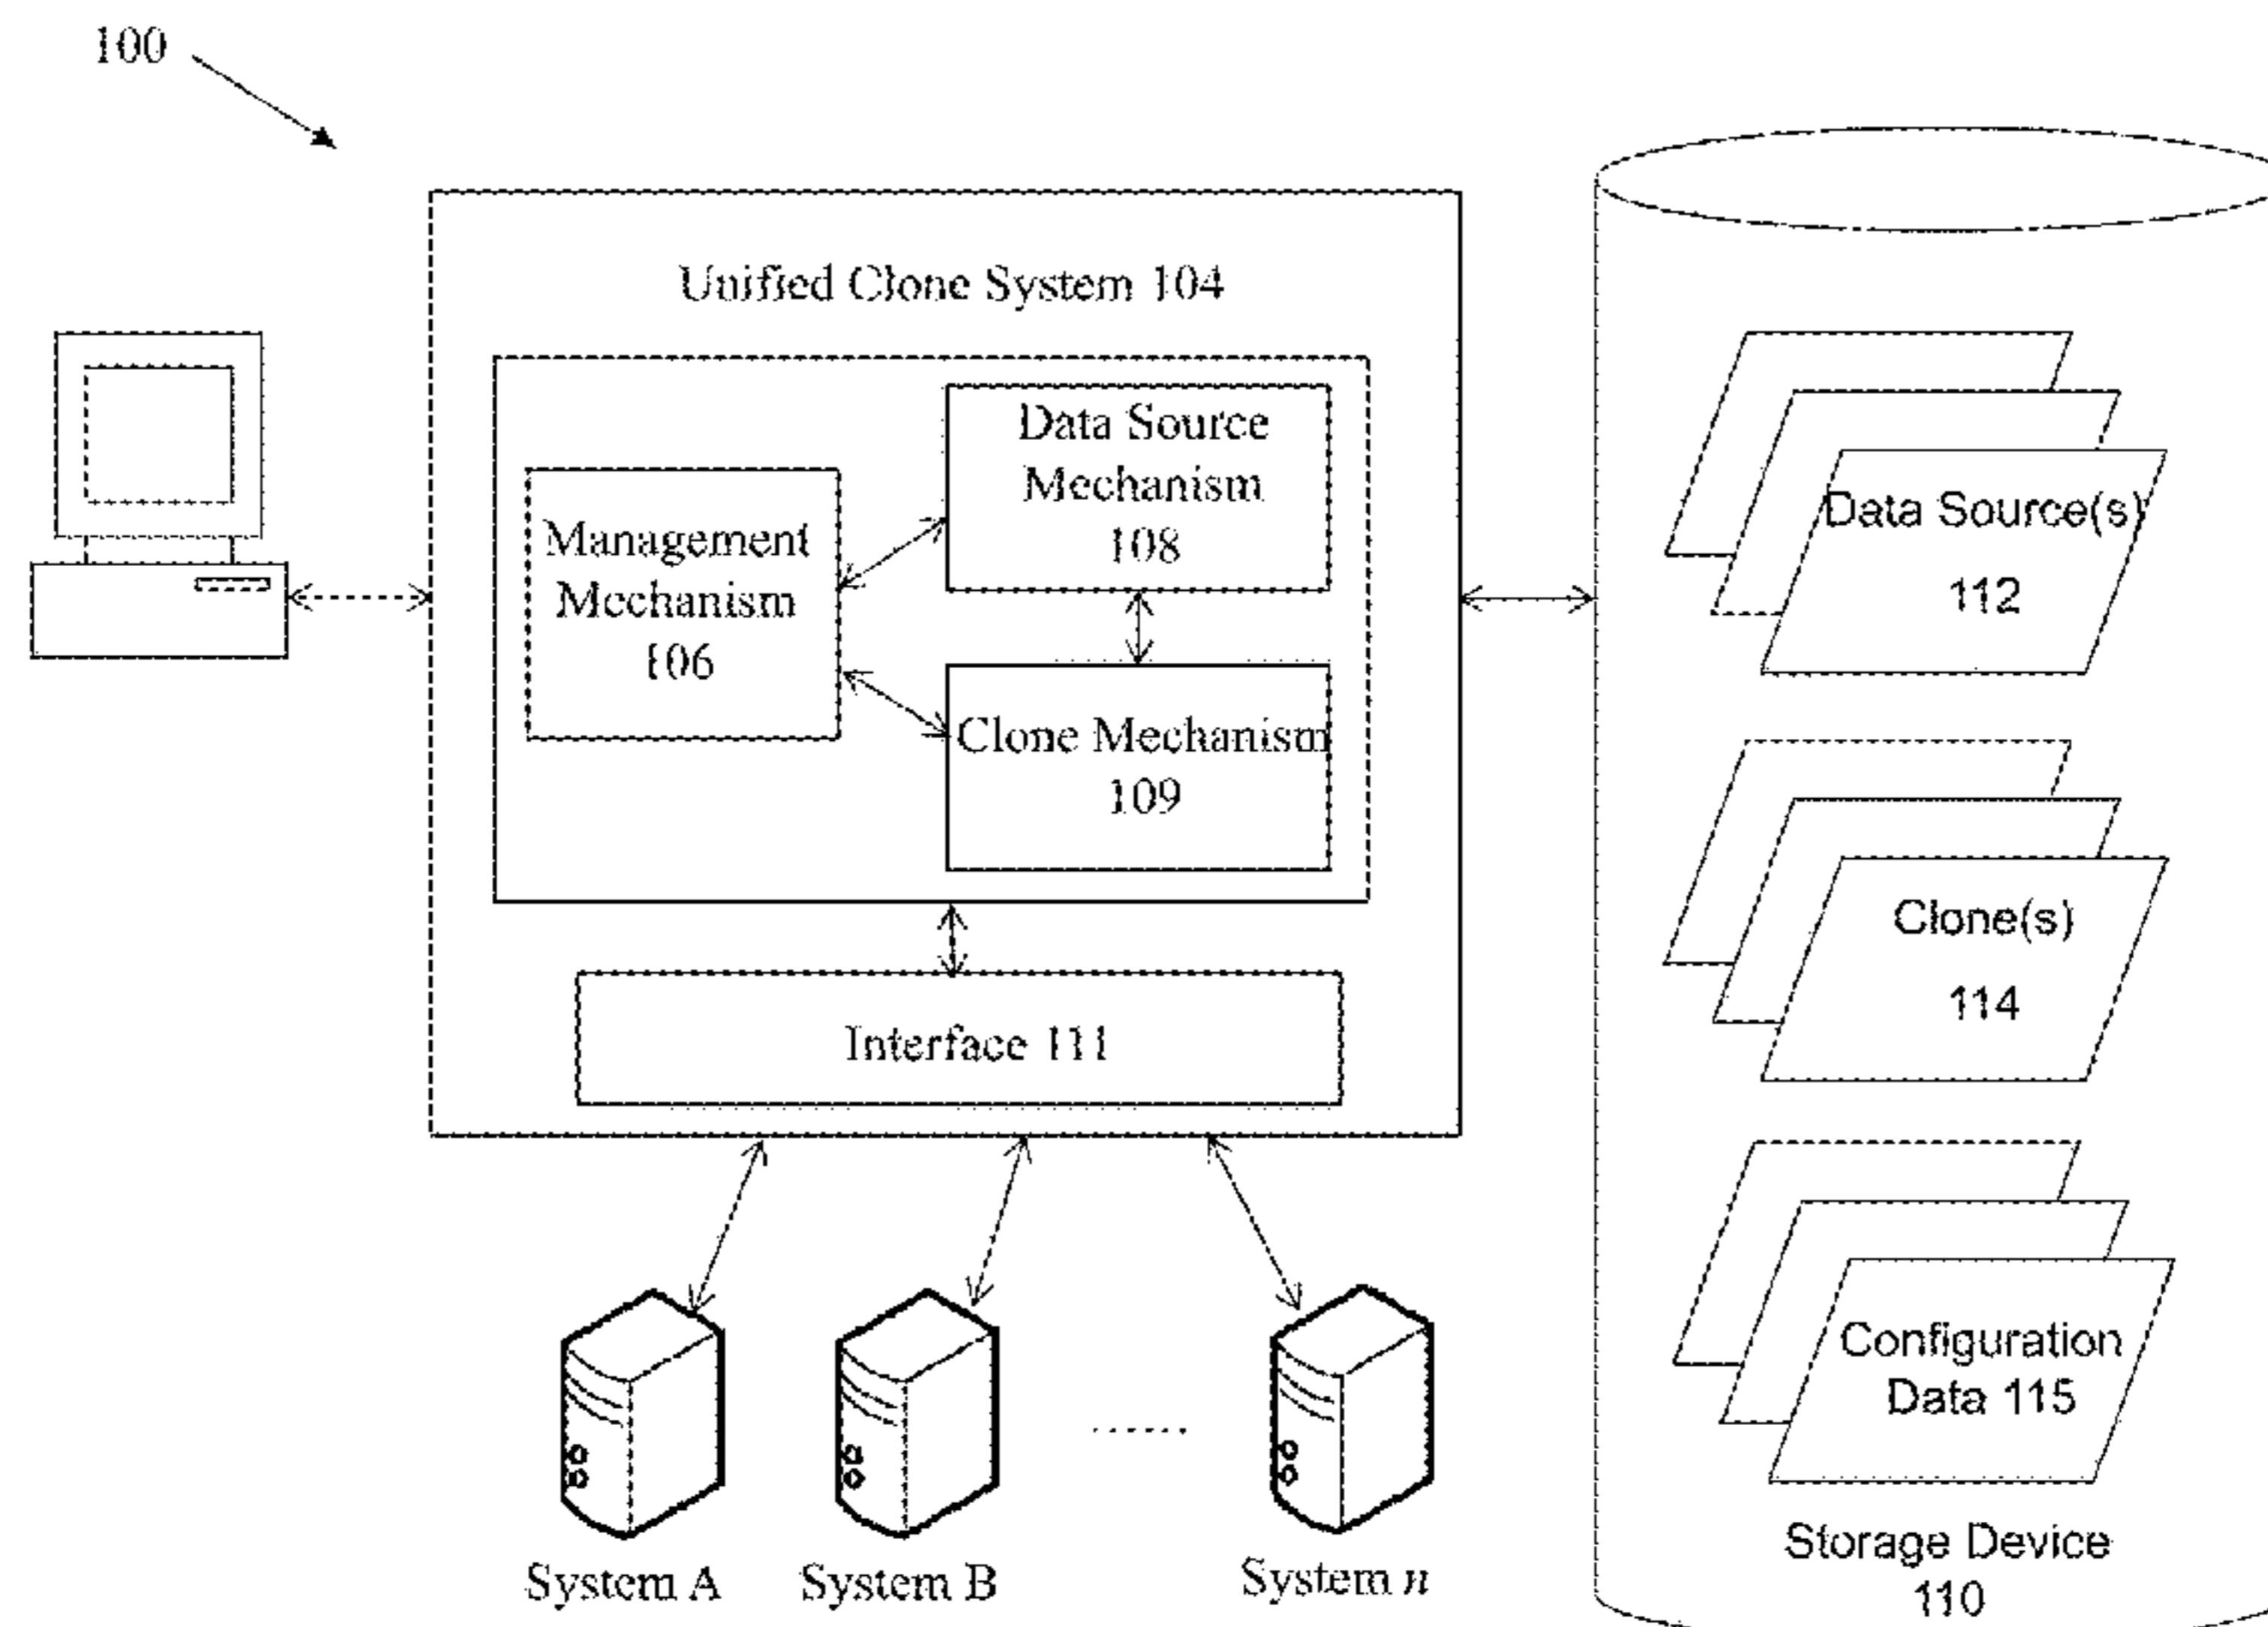 100
Unified Clone System 104
Data Source
Mechanism
108
Management
Mechanism
106
Clone Mechanism
109
Interface 111
System A
System B
......
System n
Data Source(s)
112
Clone(s)
114
Configuration
Data 115
Storage Device
110